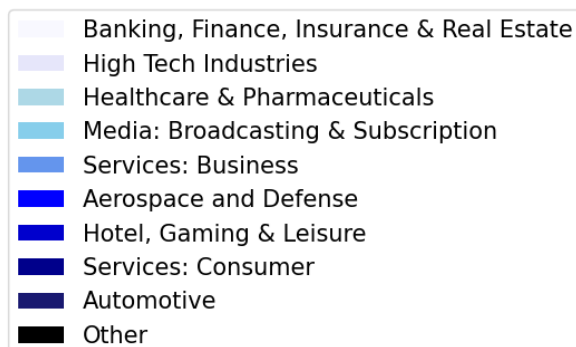 Banking, Finance, Insurance & Real Estate
High Tech Industries
Healthcare & Pharmaceuticals
Media: Broadcasting & Subscription
Services: Business
Aerospace and Defense
Hotel, Gaming & Leisure
Services: Consumer
Automotive
Other